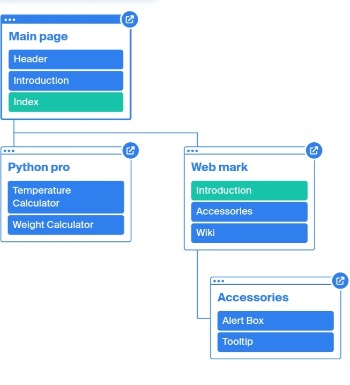 Main page
Header
Introduction
Index
Python pro
Temperature
Calculator
Weight Calculator
Web mark
Introduction
Accessories
Wiki
Accessories
Alert Box
Tooltip